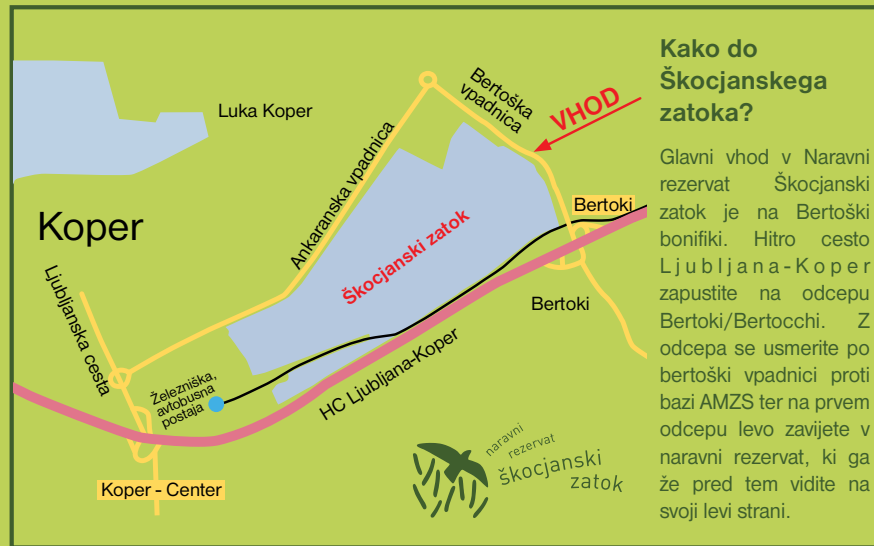 Kako do
Škocjanskega
zatoka?
Glavni vhod v Naravni
rezervat Škocjanski
zatok je na Bertoški
bonifiki. Hitro cesto
Ljubljana-Koper
zapustite na odcepu
Bertoki/Bertocchi. Z
odcepa se usmerite po
bertoški vpadnici proti
bazi AMZS ter na prvem
odcepu levo zavijete v
naravni rezervat, ki ga
že pred tem vidite na
svoji levi strani.
Luka Koper
Bertoška
vpadnica
VHOD
Ankaranska vpadnica
Koper
Bertoki
Škocjanski zatok
Ljubljanska cesta
Bertoki
HC Ljubljana-Koper
Železniška,
avtobusna
postaja
Koper - Center
naravni
rezervat
škocjanski
zatok